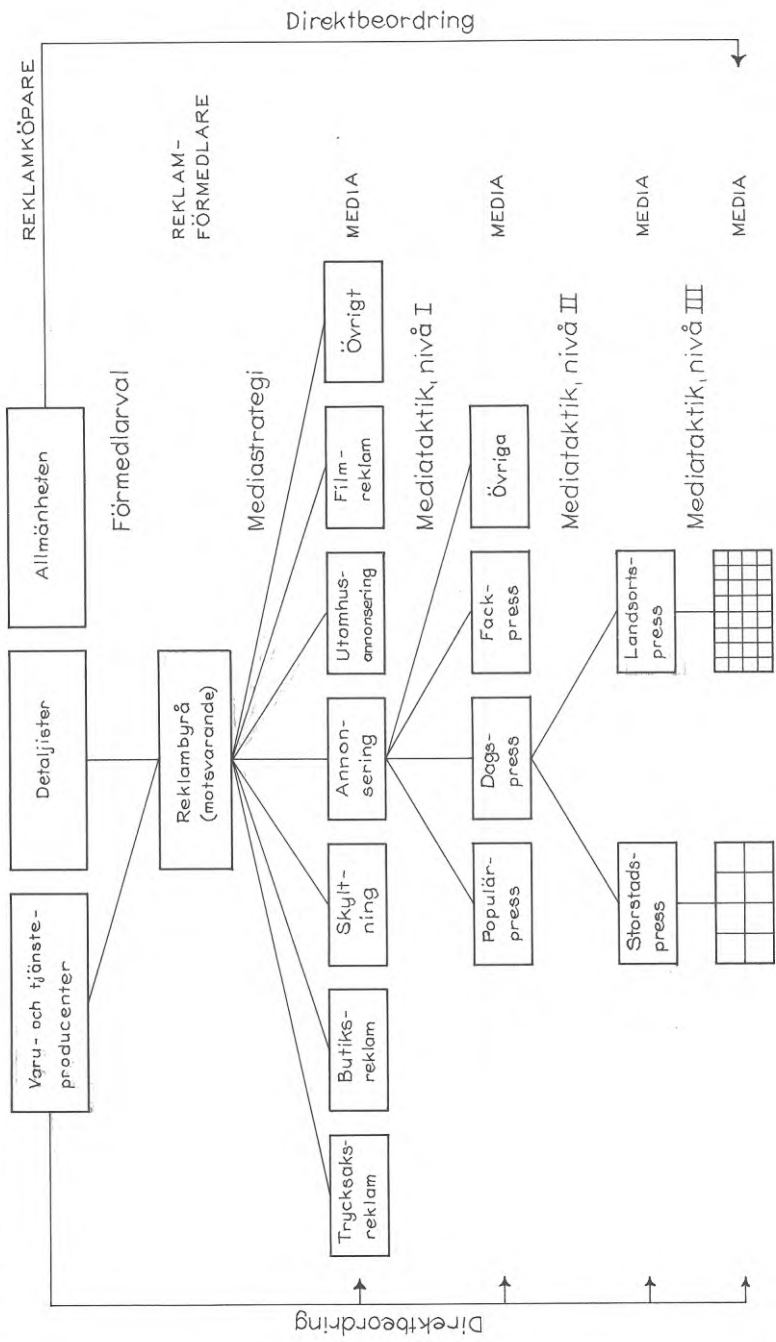 REKLAMKÖPARE
Varu- och tjänste-
producenter
Detaljister
Allmänheten
Direktbeordring
Direktbeordring
Förmedlarval
REKLAM-
FÖRMEDLARE
Reklambyrå
(motsvarande)
Mediastrategi
MEDIA
Trycksaks-
reklam
Butiks-
reklam
Skylt-
ning
Annon-
sering
Utomhus-
annonsering
Film-
reklam
Övrigt
Mediataktik, nivå I
MEDIA
Populär-
press
Dags-
press
Fack-
press
Övriga
Mediataktik, nivå II
MEDIA
Storstads-
press
Landsorts-
press
Mediataktik, nivå III
MEDIA